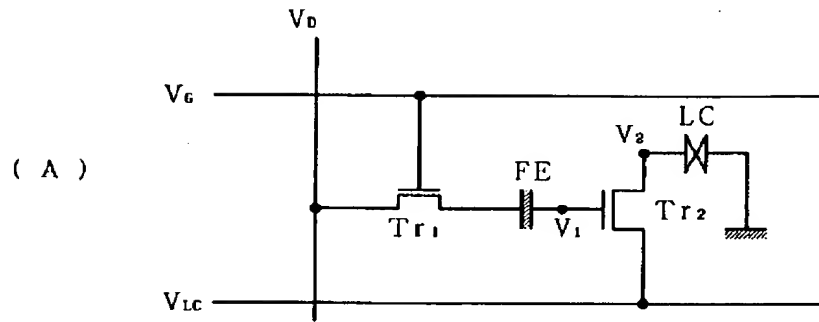 V_D
V_G
LC
V_2
( A )
FE
Tr_1
V_1
Tr_2
V_LC